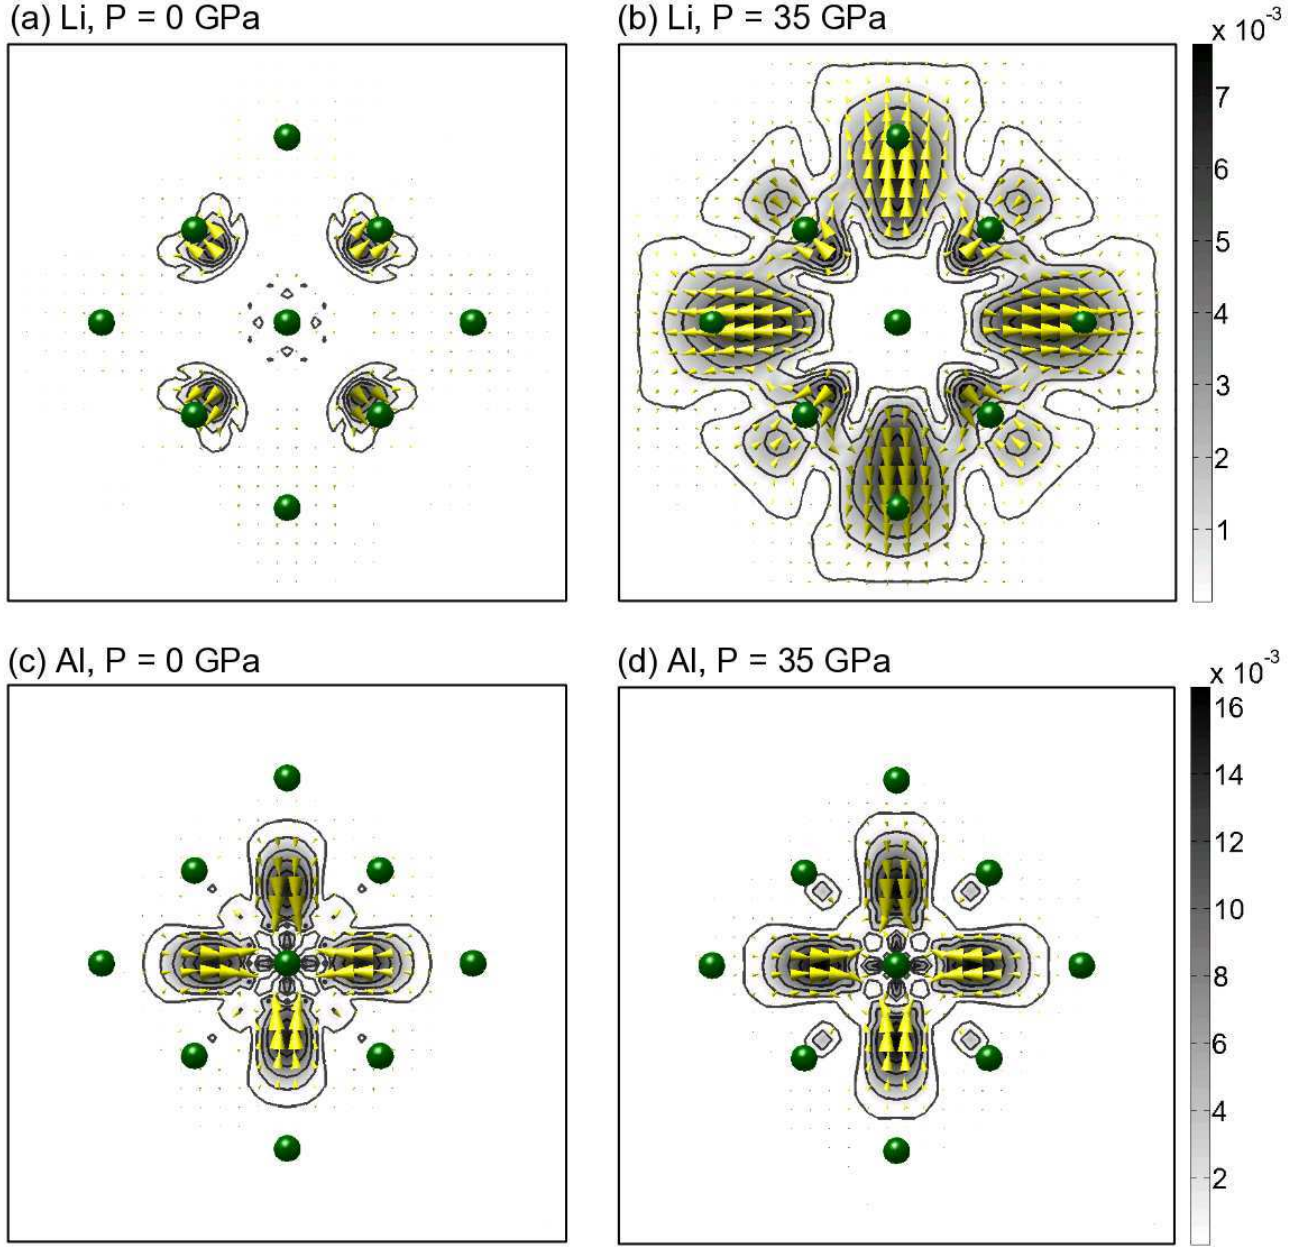 (a) Li, P = 0 GPa
(b) Li, P = 35 GPa
x 10⁻³
7
6
5
4
3
2
1
(c) Al, P = 0 GPa
(d) Al, P = 35 GPa
x 10⁻³
16
14
12
10
8
6
4
2